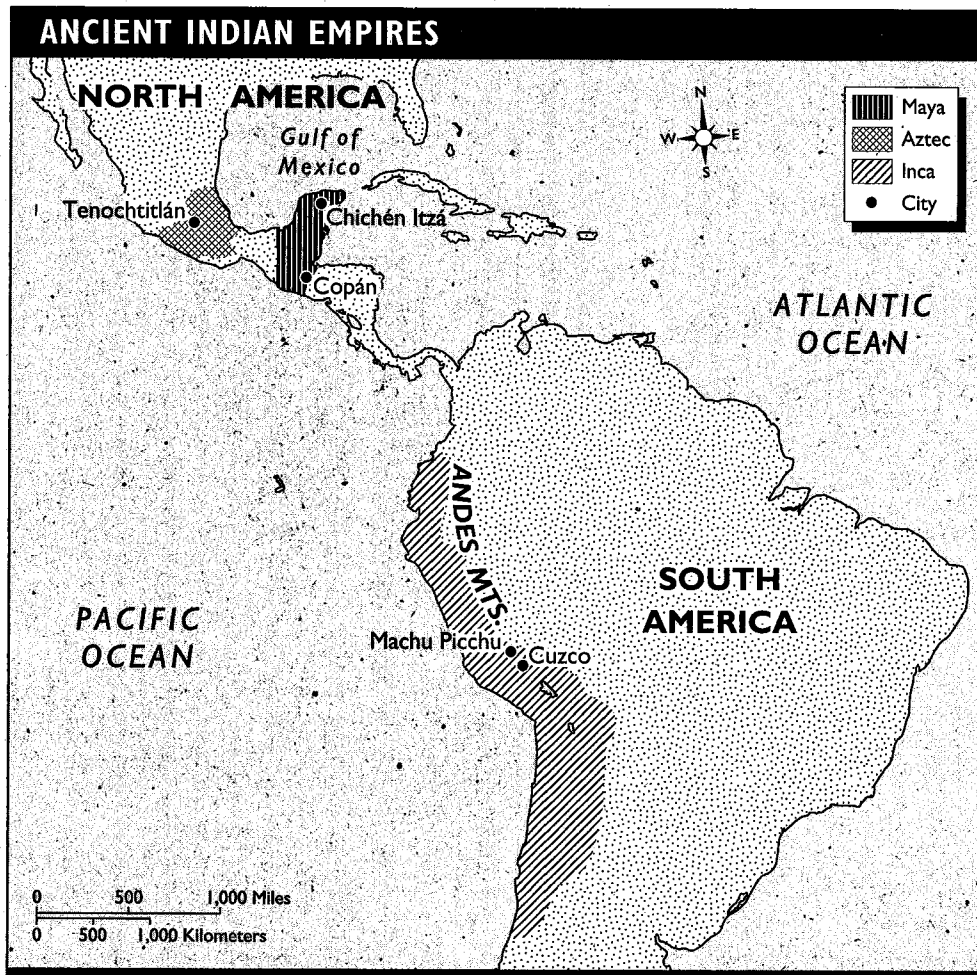 ANCIENT INDIAN EMPIRES
NORTH AMERICA
Gulf of
Mexico
N
W E
S
Maya
Aztec
Inca
City
Tenochtitlán
Chichén Itzá
Copán
ATLANTIC
OCEAN
ANDES MTS.
SOUTH
AMERICA
PACIFIC
OCEAN
Machu Picchu
Cuzco
0 500 1,000 Miles
0 500 1,000 Kilometers